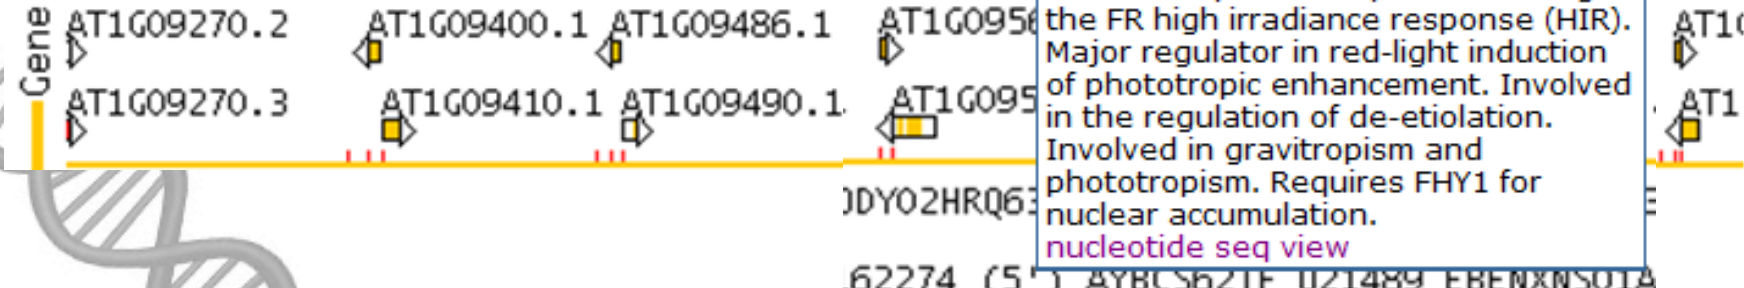 Gene
AT1G09270.2
AT1G09400.1
AT1G09486.1
AT1G0956
AT1G09270.3
AT1G09410.1
AT1G09490.1
AT1G095
the FR high irradiance response (HIR).
Major regulator in red-light induction
of phototropic enhancement. Involved
in the regulation of de-etiolation.
Involved in gravitropism and
phototropism. Requires FHY1 for
nuclear accumulation.
nucleotide seq view
AT1G
AT1